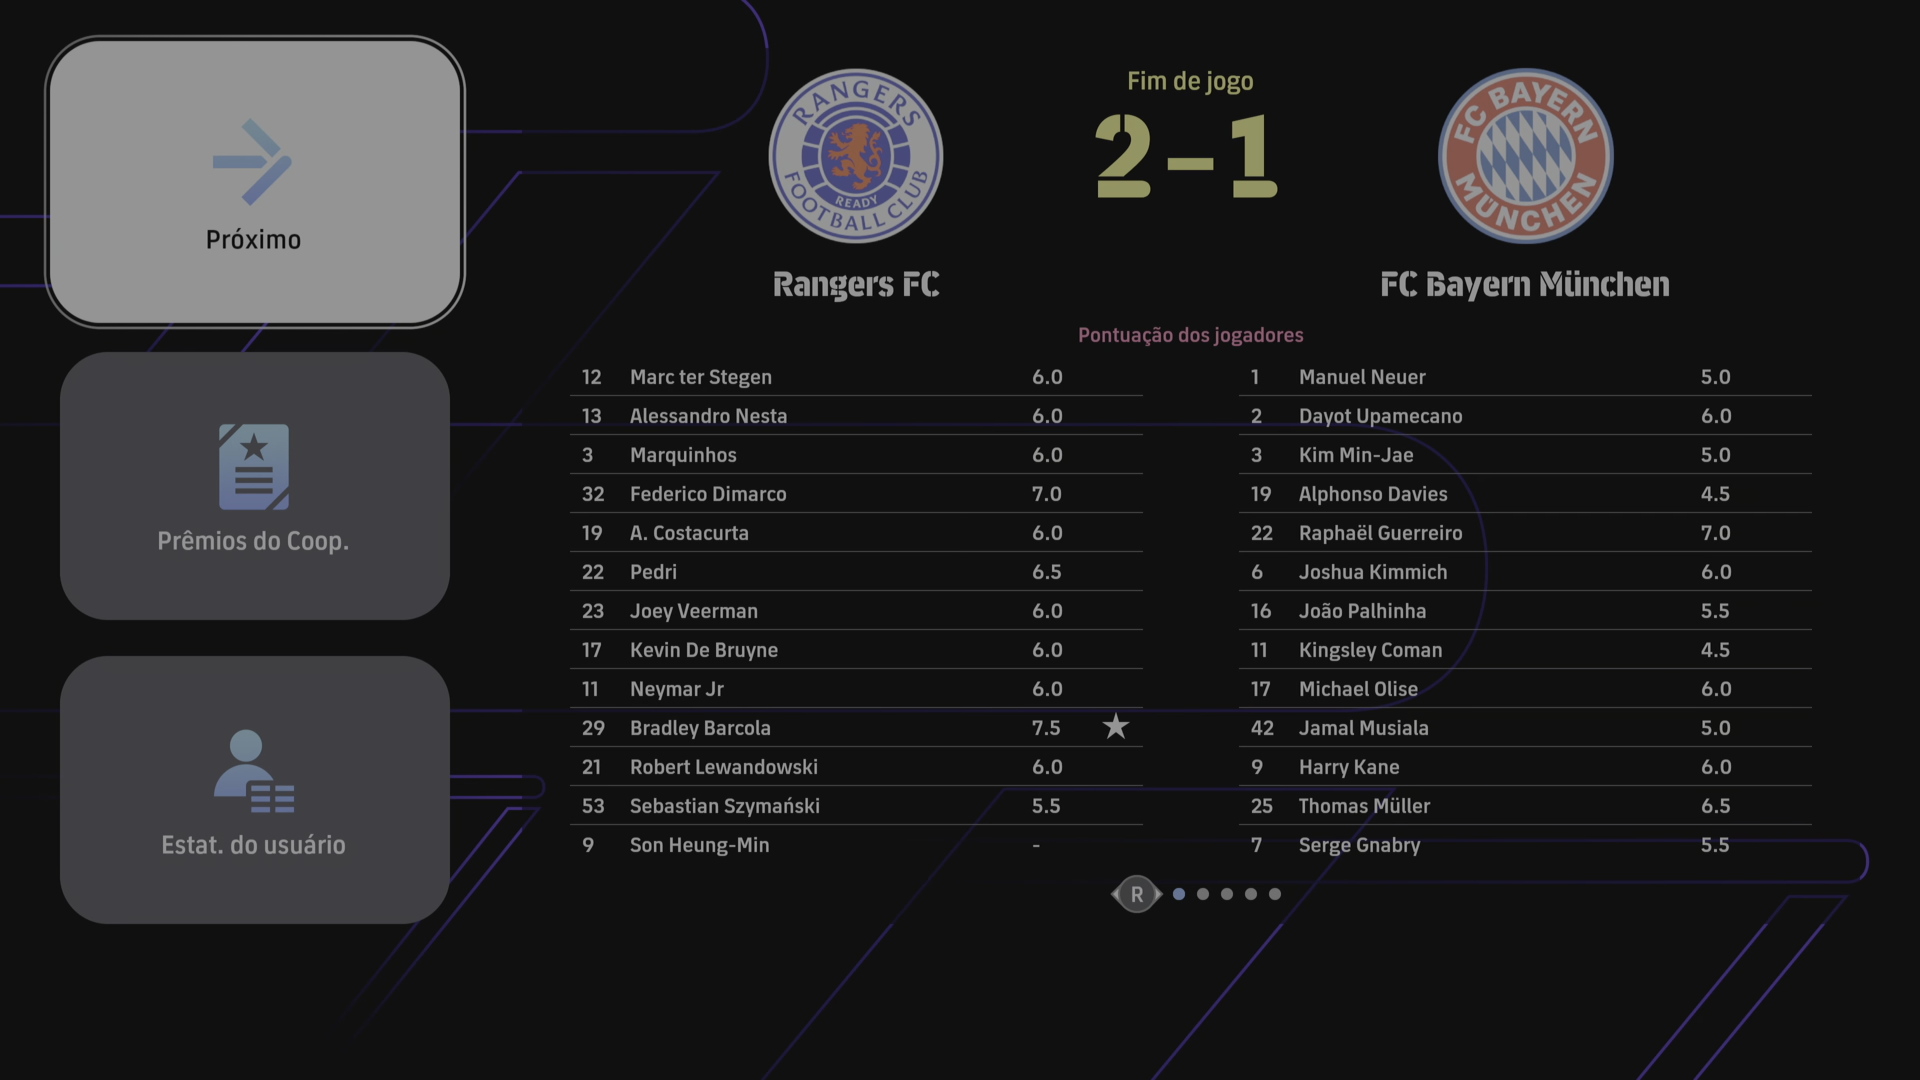 Próximo
Prêmios do Coop.
Estat. do usuário
RANGERS
FOOTBALL CLUB
READY
Fim de jogo
2-1
FC BAYERN
MÜNCHEN
Rangers FC
FC Bayern München
Pontuação dos jogadores
12 Marc ter Stegen 6.0
13 Alessandro Nesta 6.0
3 Marquinhos 6.0
32 Federico Dimarco 7.0
19 A. Costacurta 6.0
22 Pedri 6.5
23 Joey Veerman 6.0
17 Kevin De Bruyne 6.0
11 Neymar Jr 6.0
29 Bradley Barcola 7.5 ★
21 Robert Lewandowski 6.0
53 Sebastian Szymański 5.5
9 Son Heung-Min -
1 Manuel Neuer 5.0
2 Dayot Upamecano 6.0
3 Kim Min-Jae 5.0
19 Alphonso Davies 4.5
22 Raphaël Guerreiro 7.0
6 Joshua Kimmich 6.0
16 João Palhinha 5.5
11 Kingsley Coman 4.5
17 Michael Olise 6.0
42 Jamal Musiala 5.0
9 Harry Kane 6.0
25 Thomas Müller 6.5
7 Serge Gnabry 5.5
R